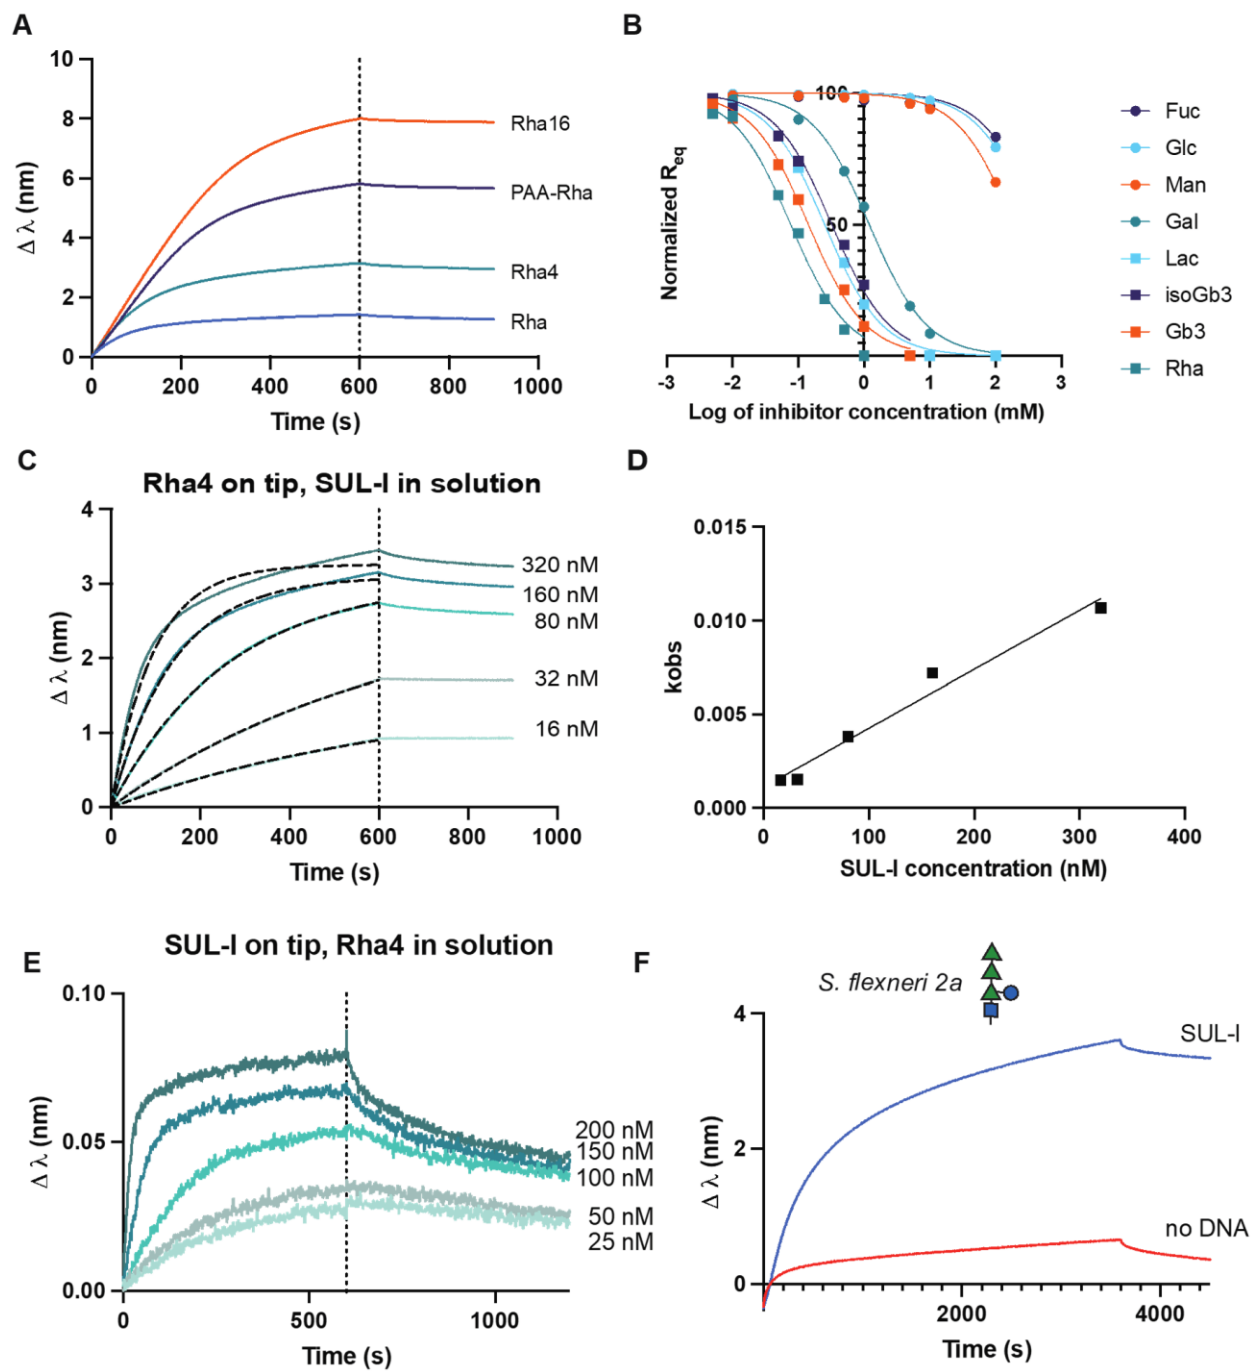 A
10
8
6
4
2
0
Δ λ (nm)
0 200 400 600 800 1000
Time (s)
Rha16
PAA-Rha
Rha4
Rha
B
100
50
Normalized Req
-3 -2 -1 0 1 2 3
Log of inhibitor concentration (mM)
Fuc
Glc
Man
Gal
Lac
isoGb3
Gb3
Rha
C
Rha4 on tip, SUL-I in solution
4
3
2
1
0
Δ λ (nm)
0 200 400 600 800 1000
Time (s)
320 nM
160 nM
80 nM
32 nM
16 nM
D
0.015
0.010
0.005
0.000
kobs
0 100 200 300 400
SUL-I concentration (nM)
E
SUL-I on tip, Rha4 in solution
0.10
0.05
0.00
Δ λ (nm)
0 500 1000
Time (s)
200 nM
150 nM
100 nM
50 nM
25 nM
F
S. flexneri 2a
4
2
0
Δ λ (nm)
2000 4000
Time (s)
SUL-I
no DNA